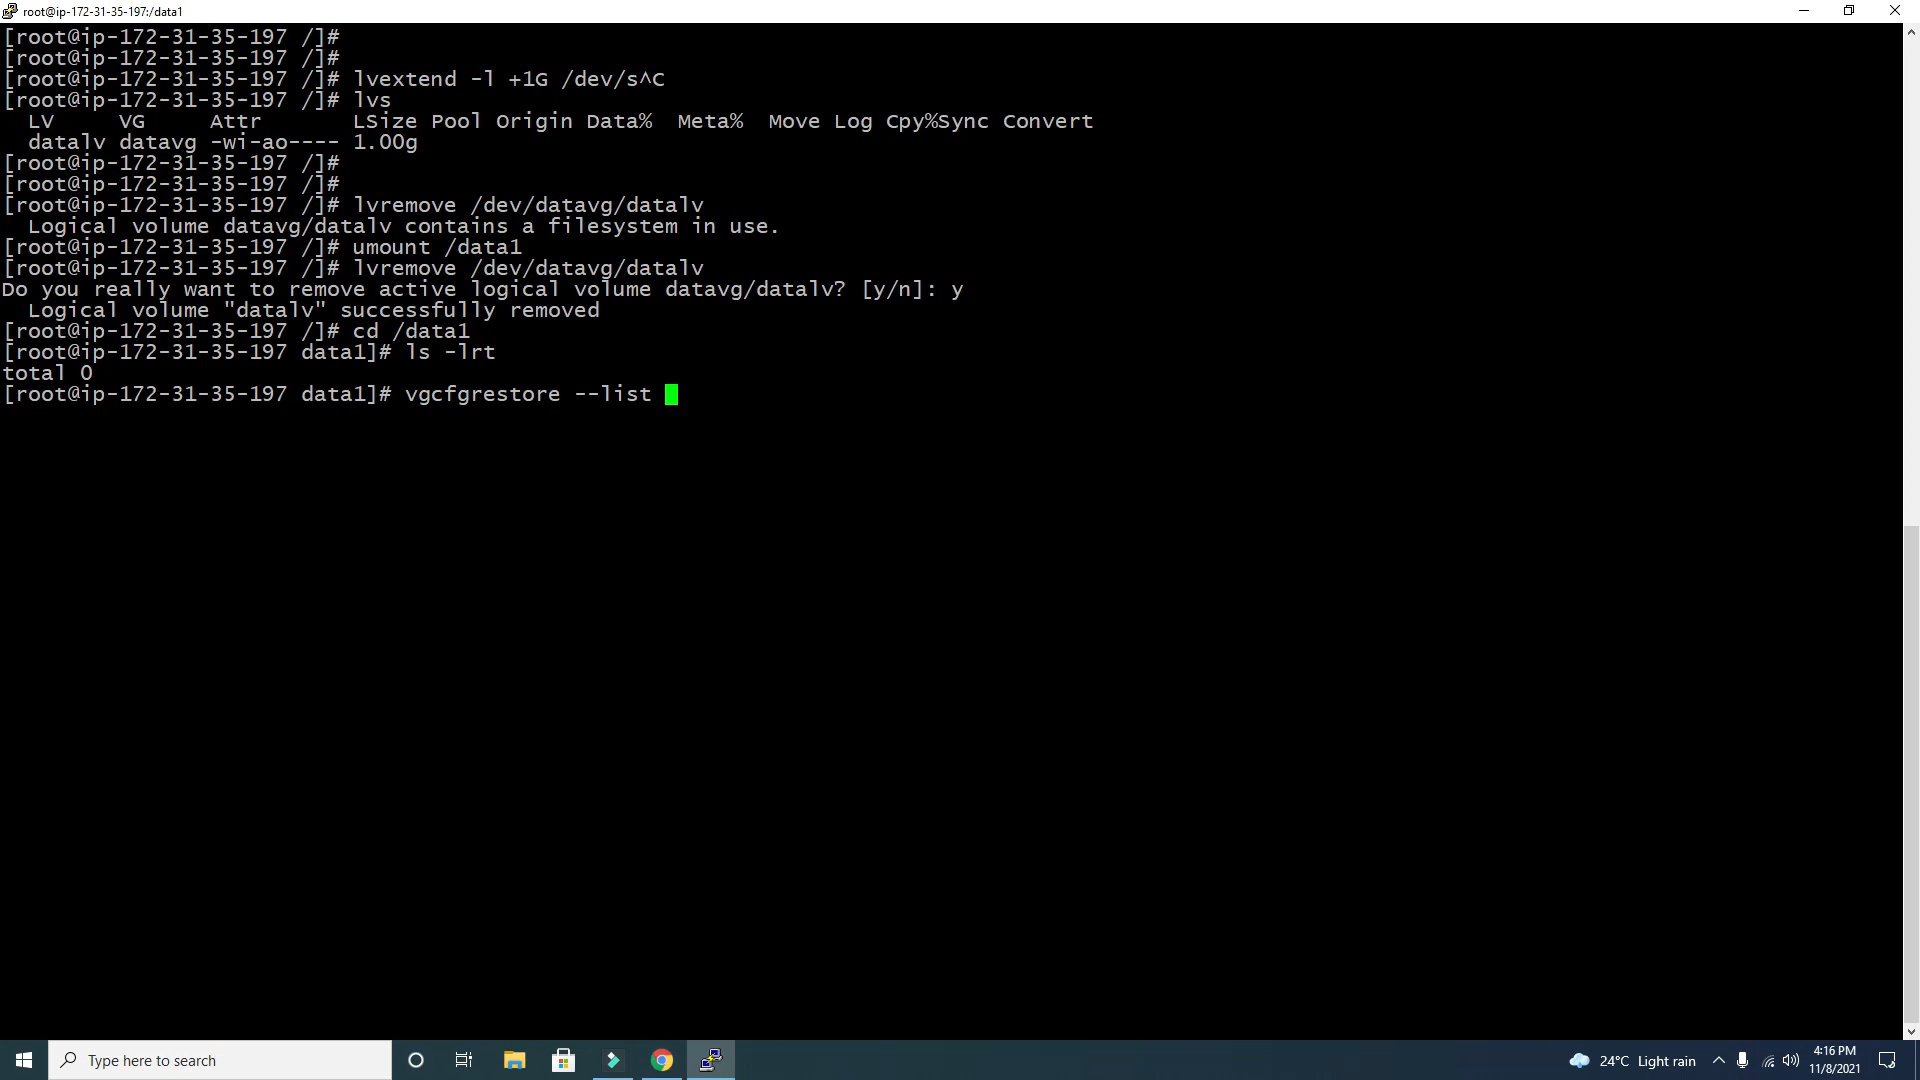 root@ip-172-31-35-197:/data1
[root@ip-172-31-35-197 /]#
[root@ip-172-31-35-197 /]#
[root@ip-172-31-35-197 /]# lvextend -l +1G /dev/s^C
[root@ip-172-31-35-197 /]# lvs
  LV     VG     Attr       LSize Pool Origin Data%  Meta%  Move Log Cpy%Sync Convert
  datalv datavg -wi-ao---- 1.00g
[root@ip-172-31-35-197 /]#
[root@ip-172-31-35-197 /]#
[root@ip-172-31-35-197 /]# lvremove /dev/datavg/datalv
  Logical volume datavg/datalv contains a filesystem in use.
[root@ip-172-31-35-197 /]# umount /data1
[root@ip-172-31-35-197 /]# lvremove /dev/datavg/datalv
Do you really want to remove active logical volume datavg/datalv? [y/n]: y
  Logical volume "datalv" successfully removed
[root@ip-172-31-35-197 /]# cd /data1
[root@ip-172-31-35-197 data1]# ls -lrt
total 0
[root@ip-172-31-35-197 data1]# vgcfgrestore --list
Type here to search
24°C Light rain
4:16 PM
11/8/2021